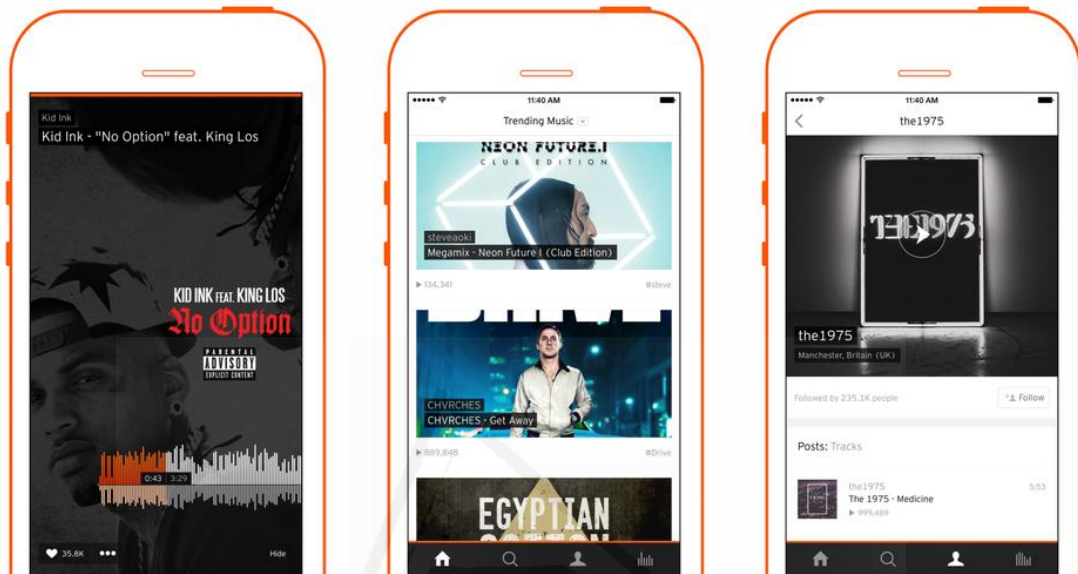 Kid Ink
Kid Ink - "No Option" feat. King Los
KID INK FEAT. KING LOS
No Option
PARENTAL
ADVISORY
EXPLICIT CONTENT
0:43 | 3:29
35.8K
Hide
11:40 AM
Trending Music
NEON FUTURE.I
CLUB EDITION
steveaoki
Megamix - Neon Future I (Club Edition)
134,341
#steve
DRIVE
CHVRCHES
CHVRCHES - Get Away
889,848
#Drive
EGYPTIAN
COTTON
11:40 AM
the1975
THE1975
the1975
Manchester, Britain (UK)
Followed by 235.1K people
Follow
Posts: Tracks
the1975
5:53
The 1975 - Medicine
999,469